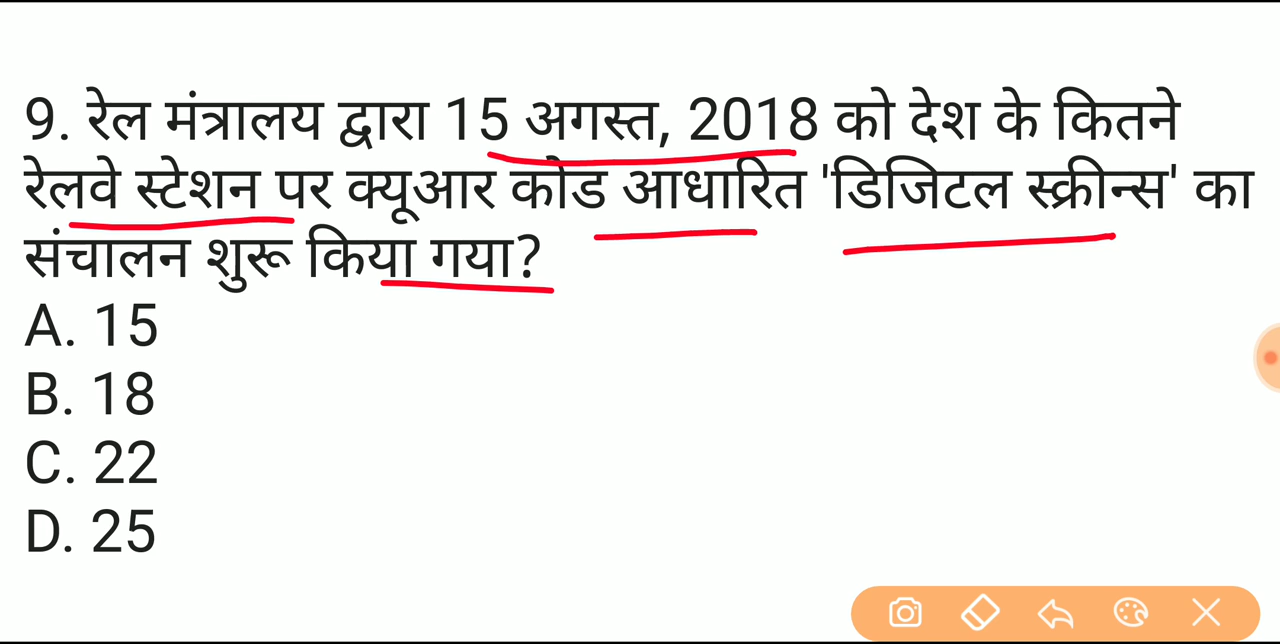 9. रेल मंत्रालय द्वारा 15 अगस्त, 2018 को देश के कितने
रेलवे स्टेशन पर क्यूआर कोड आधारित 'डिजिटल स्क्रीन्स' का
संचालन शुरू किया गया?
A. 15
B. 18
C. 22
D. 25